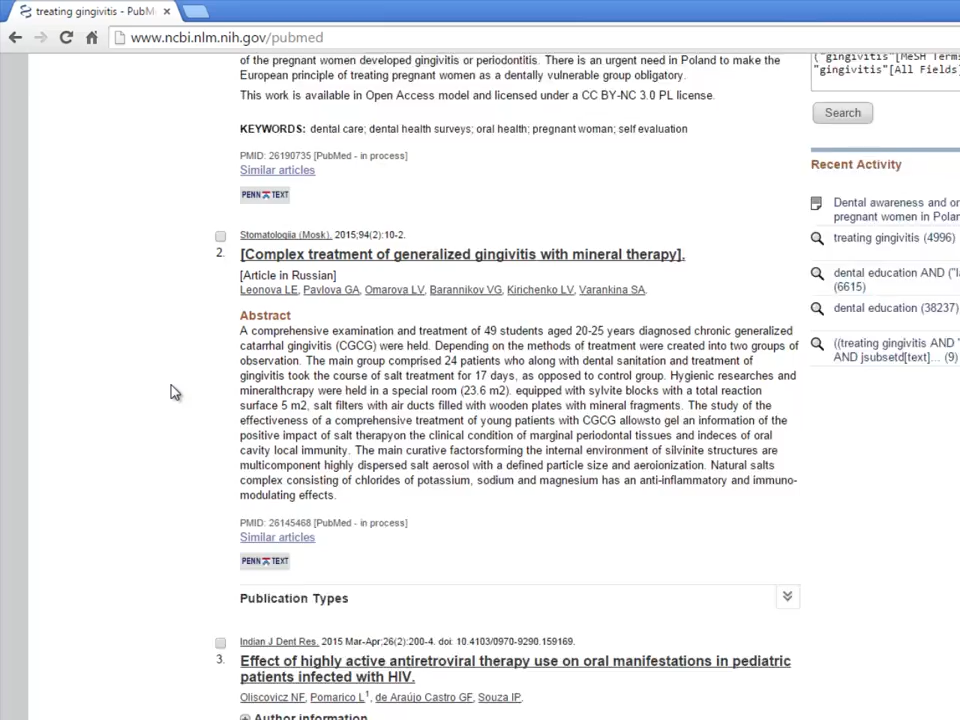 treating gingivitis - PubM
www.ncbi.nlm.nih.gov/pubmed
of the pregnant women developed gingivitis or periodontitis. There is an urgent need in Poland to make the
European principle of treating pregnant women as a dentally vulnerable group obligatory.
This work is available in Open Access model and licensed under a CC BY-NC 3.0 PL license.
KEYWORDS: dental care; dental health surveys; oral health; pregnant woman; self evaluation
PMID: 26190735 [PubMed - in process]
Similar articles
PENN TEXT
Stomatologiia (Mosk). 2015;94(2):10-2.
2. [Complex treatment of generalized gingivitis with mineral therapy].
[Article in Russian]
Leonova LE, Pavlova GA, Omarova LV, Barannikov VG, Kirichenko LV, Varankina SA.
Abstract
A comprehensive examination and treatment of 49 students aged 20-25 years diagnosed chronic generalized
catarrhal gingivitis (CGCG) were held. Depending on the methods of treatment were created into two groups of
observation. The main group comprised 24 patients who along with dental sanitation and treatment of
gingivitis took the course of salt treatment for 17 days, as opposed to control group. Hygienic researches and
mineralthcrapy were held in a special room (23.6 m2). equipped with sylvite blocks with a total reaction
surface 5 m2, salt filters with air ducts filled with wooden plates with mineral fragments. The study of the
effectiveness of a comprehensive treatment of young patients with CGCG allowsto gel an information of the
positive impact of salt therapyon the clinical condition of marginal periodontal tissues and indeces of oral
cavity local immunity. The main curative factorsforming the internal environment of silvinite structures are
multicomponent highly dispersed salt aerosol with a defined particle size and aeroionization. Natural salts
complex consisting of chlorides of potassium, sodium and magnesium has an anti-inflammatory and immuno-
modulating effects.
PMID: 26145468 [PubMed - in process]
Similar articles
PENN TEXT
Publication Types
Indian J Dent Res. 2015 Mar-Apr;26(2):200-4. doi: 10.4103/0970-9290.159169.
3. Effect of highly active antiretroviral therapy use on oral manifestations in pediatric
patients infected with HIV.
Oliscovicz NF, Pomarico L1, de Araújo Castro GF, Souza IP.
Author information
("gingivitis"[MeSH Terms
"gingivitis"[All Fields]
Search
Recent Activity
Dental awareness and or
pregnant women in Polan
treating gingivitis (4996)
dental education AND ("la
(6615)
dental education (38237)
((treating gingivitis AND "
AND jsubsetd[text]... (9)